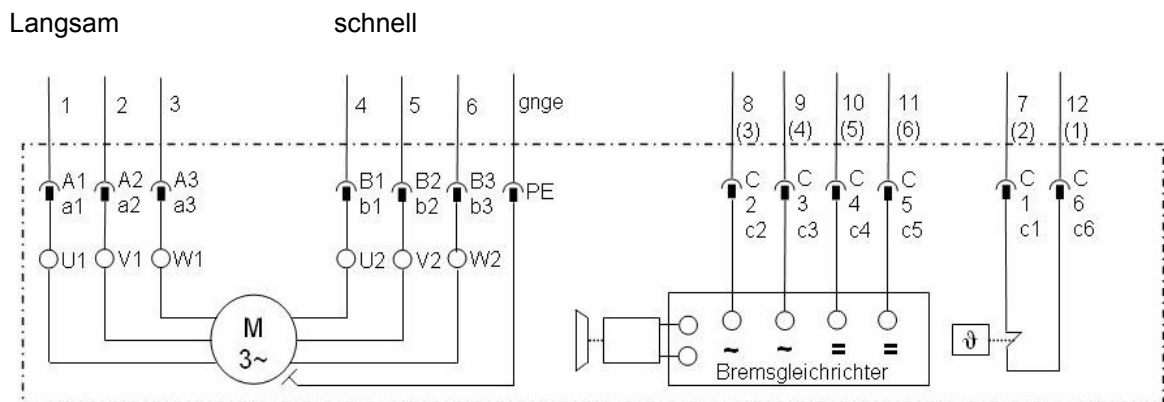 Langsam schnell
1 2 3 4 5 6 gnge 8 9 10 11 7 12
(3) (4) (5) (6) (2) (1)
A1 A2 A3 B1 B2 B3 PE C C C C C C
a1 a2 a3 b1 b2 b3 2 3 4 5 1 6
c2 c3 c4 c5 c1 c6
U1 V1 W1 U2 V2 W2
M
3~
ϑ
~ ~ = =
Bremsgleichrichter